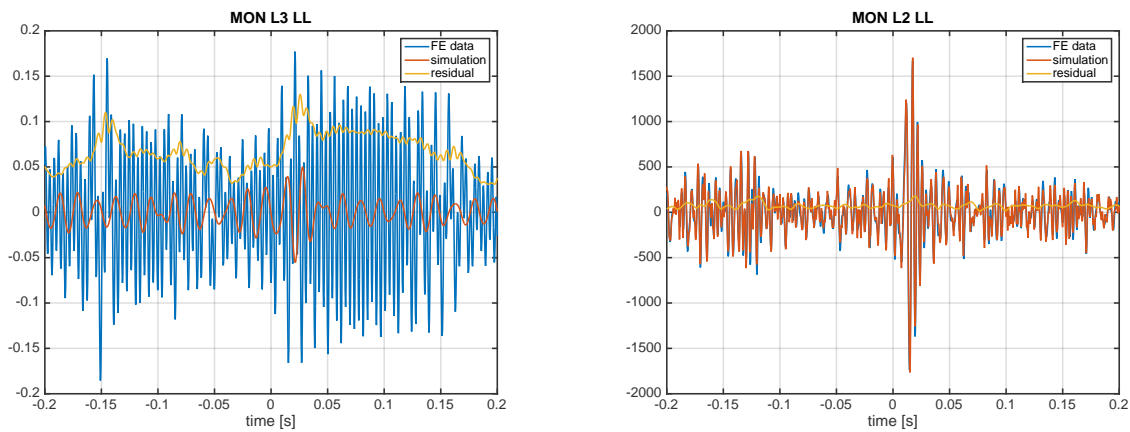 MON L3 LL
0.2
0.15
0.1
0.05
0
-0.05
-0.1
-0.15
-0.2
-0.2 -0.15 -0.1 -0.05 0 0.05 0.1 0.15 0.2
time [s]
FE data
simulation
residual
MON L2 LL
2000
1500
1000
500
0
-500
-1000
-1500
-2000
-0.2 -0.15 -0.1 -0.05 0 0.05 0.1 0.15 0.2
time [s]
FE data
simulation
residual